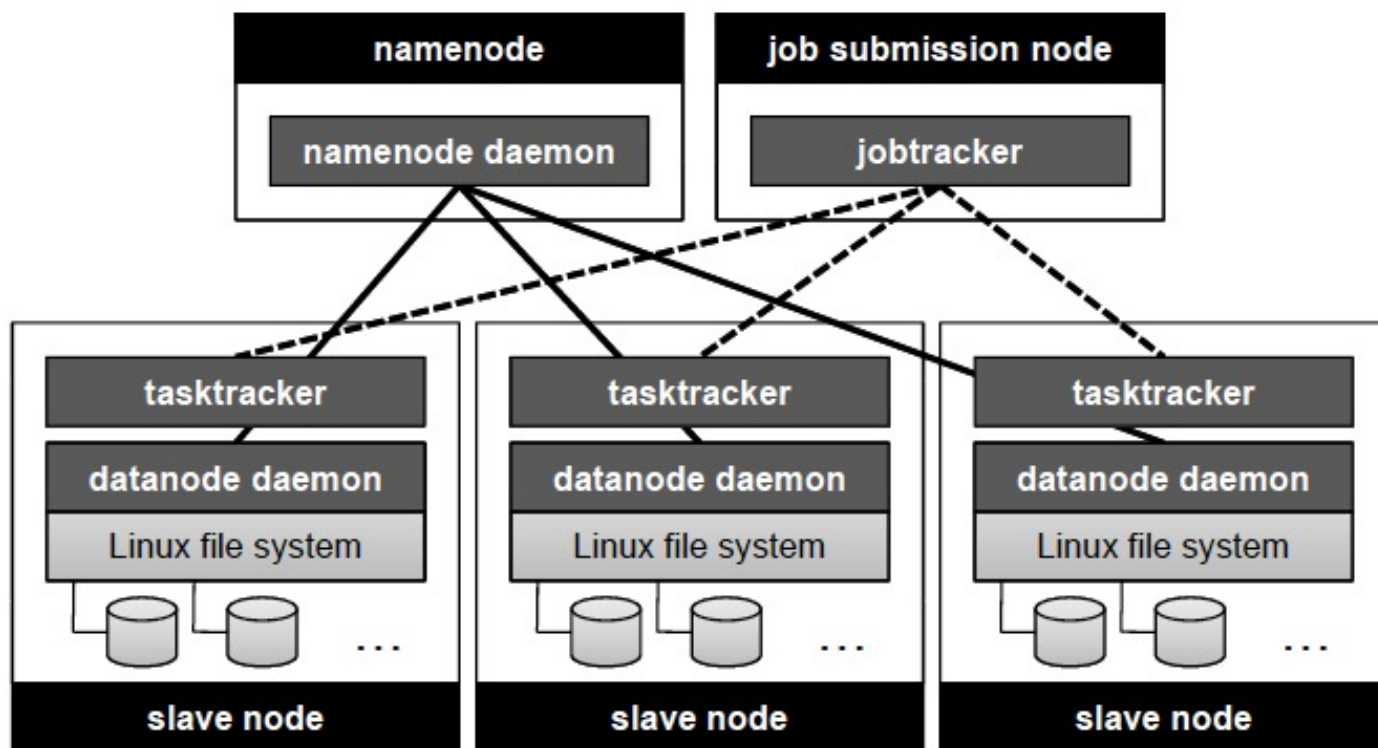 namenode
job submission node
namenode daemon
jobtracker
tasktracker
tasktracker
tasktracker
datanode daemon
datanode daemon
datanode daemon
Linux file system
Linux file system
Linux file system
...
...
...
slave node
slave node
slave node